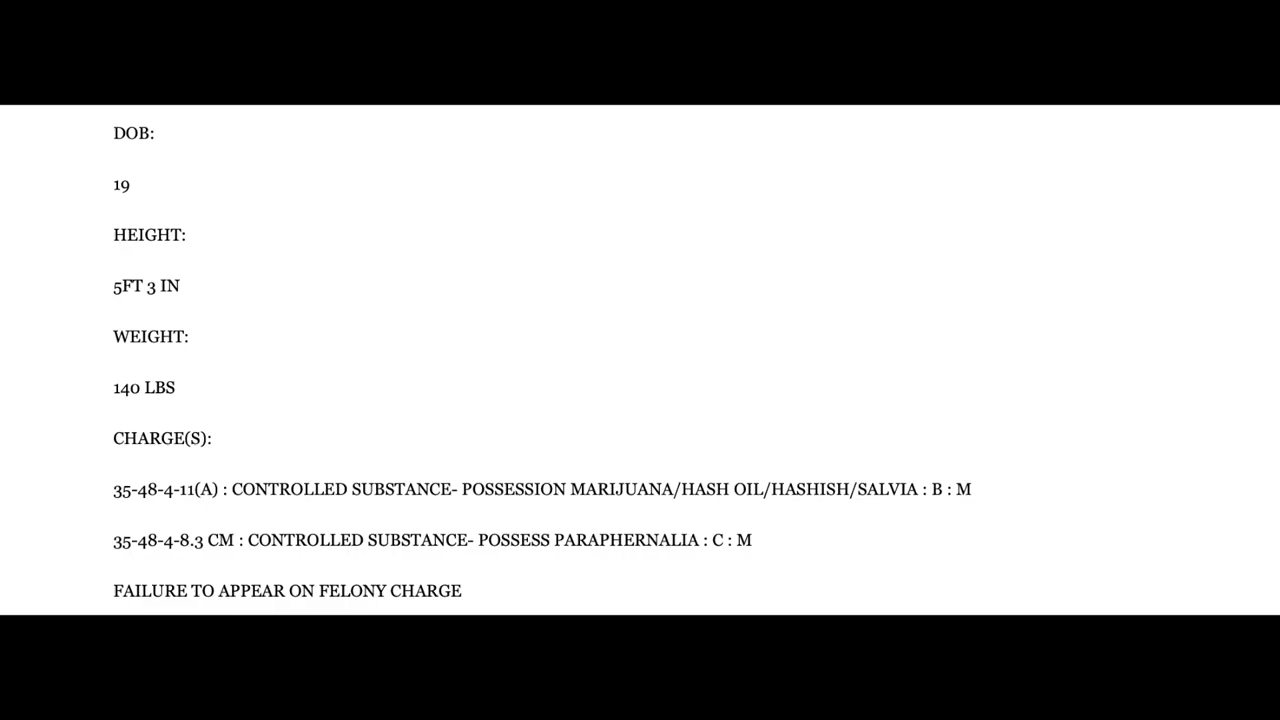 DOB:
19
HEIGHT:
5FT 3 IN
WEIGHT:
140 LBS
CHARGE(S):
35-48-4-11(A) : CONTROLLED SUBSTANCE- POSSESSION MARIJUANA/HASH OIL/HASHISH/SALVIA : B : M
35-48-4-8.3 CM : CONTROLLED SUBSTANCE- POSSESS PARAPHERNALIA : C : M
FAILURE TO APPEAR ON FELONY CHARGE